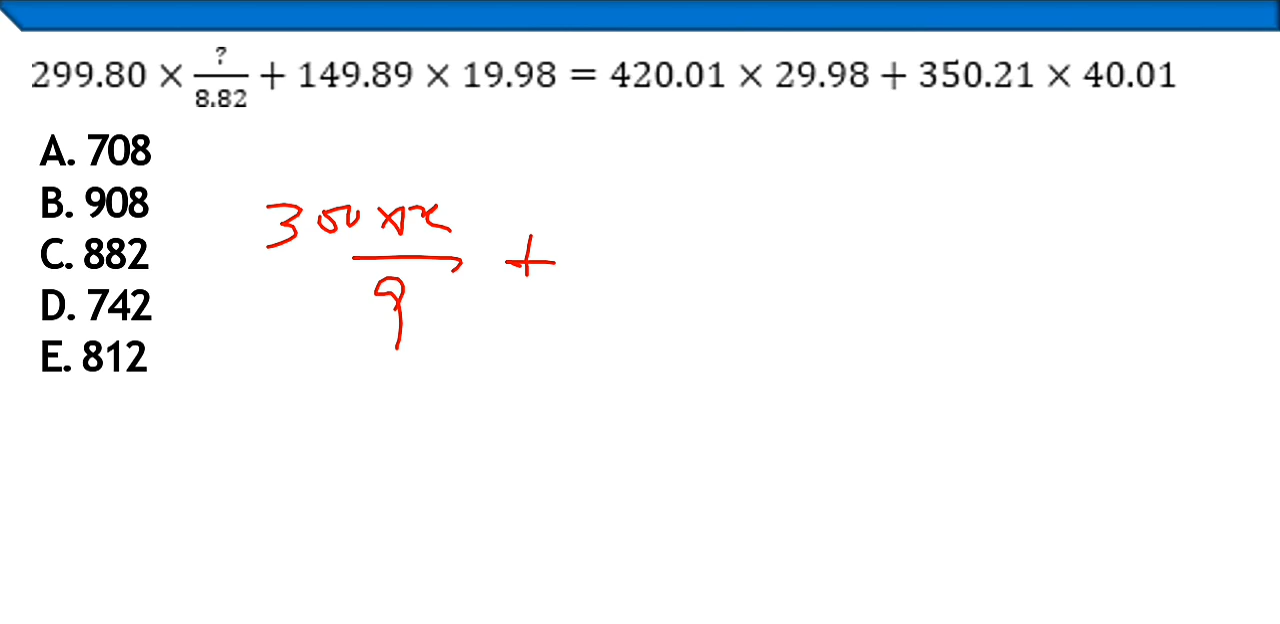 299.80 × ?/8.82 + 149.89 × 19.98 = 420.01 × 29.98 + 350.21 × 40.01
A. 708
B. 908
C. 882
D. 742
E. 812
300 × x
9
+